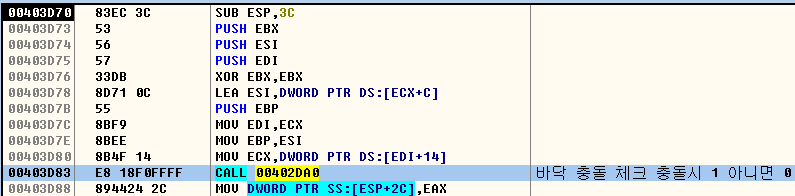 00403D70 83EC 3C SUB ESP,3C
00403D73 53 PUSH EBX
00403D74 56 PUSH ESI
00403D75 57 PUSH EDI
00403D76 33DB XOR EBX,EBX
00403D78 8D71 0C LEA ESI,DWORD PTR DS:[ECX+C]
00403D7B 55 PUSH EBP
00403D7C 8BF9 MOV EDI,ECX
00403D7E 8BEE MOV EBP,ESI
00403D80 8B4F 14 MOV ECX,DWORD PTR DS:[EDI+14]
00403D83 E8 18F0FFFF CALL 00402DA0 바닥 충돌 체크 충돌시 1 아니면 0
00403D88 894424 2C MOV DWORD PTR SS:[ESP+2C],EAX